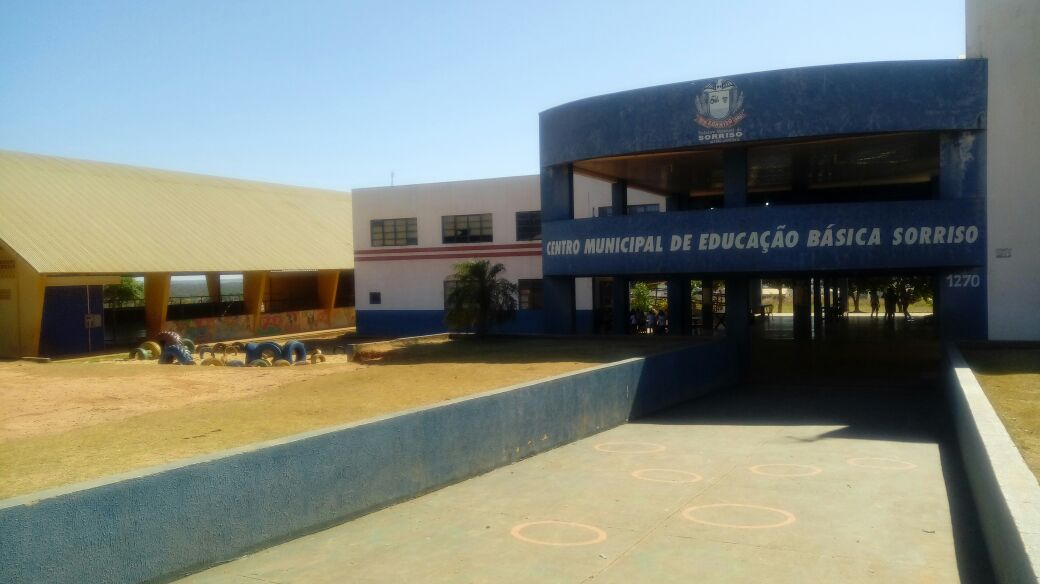 SORRISO
CENTRO MUNICIPAL DE EDUCAÇÃO BÁSICA SORRISO
1270